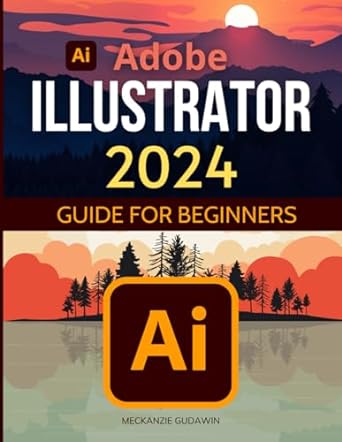 Ai Adobe
ILLUSTRATOR
2024
GUIDE FOR BEGINNERS
Ai
MECKANZIE GUDAWIN